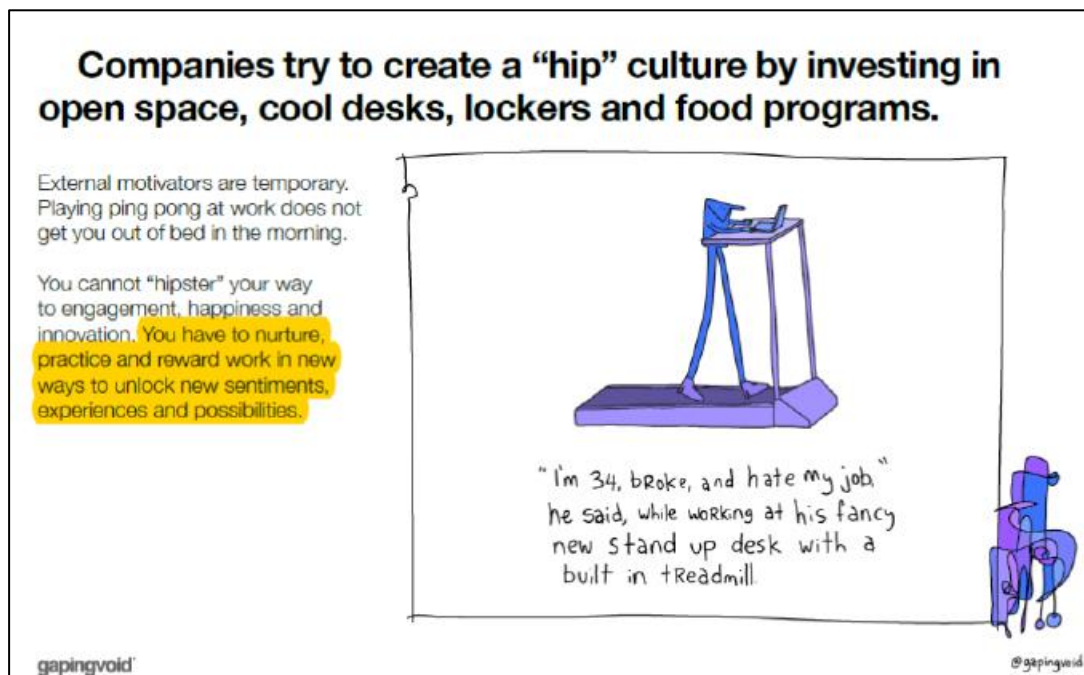 Companies try to create a “hip” culture by investing in
open space, cool desks, lockers and food programs.
External motivators are temporary.
Playing ping pong at work does not
get you out of bed in the morning.
You cannot “hipster” your way
to engagement, happiness and
innovation. You have to nurture,
practice and reward work in new
ways to unlock new sentiments,
experiences and possibilities.
"I'm 34, broke, and hate my job,"
he said, while working at his fancy
new stand up desk with a
built in treadmill.
gapingvoid
@gapingvoid